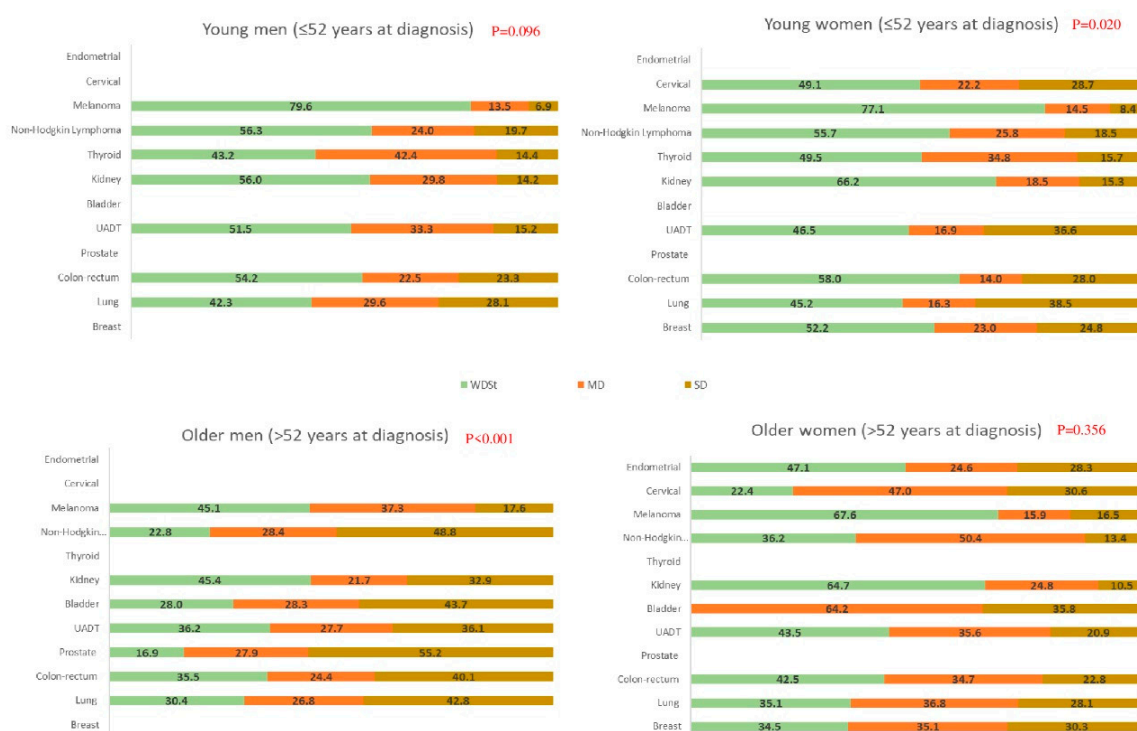 Young men (≤52 years at diagnosis) P=0.096
Endometrial
Cervical
Melanoma 79.6 13.5 6.9
Non-Hodgkin Lymphoma 56.3 24.0 19.7
Thyroid 43.2 42.4 14.4
Kidney 56.0 29.8 14.2
Bladder
UADT 51.5 33.3 15.2
Prostate
Colon-rectum 54.2 22.5 23.3
Lung 42.3 29.6 28.1
Breast
Young women (≤52 years at diagnosis) P=0.020
Endometrial
Cervical 49.1 22.2 28.7
Melanoma 77.1 14.5 8.4
Non-Hodgkin Lymphoma 55.7 25.8 18.5
Thyroid 49.5 34.8 15.7
Kidney 66.2 18.5 15.3
Bladder
UADT 46.5 16.9 36.6
Prostate
Colon-rectum 58.0 14.0 28.0
Lung 45.2 16.3 38.5
Breast 52.2 23.0 24.8
WDSt MD SD
Older men (>52 years at diagnosis) P<0.001
Endometrial
Cervical
Melanoma 45.1 37.3 17.6
Non-Hodgkin... 22.8 28.4 48.8
Thyroid
Kidney 45.4 21.7 32.9
Bladder 28.0 28.3 43.7
UADT 36.2 27.7 36.1
Prostate 16.9 27.9 55.2
Colon-rectum 35.5 24.4 40.1
Lung 30.4 26.8 42.8
Breast
Older women (>52 years at diagnosis) P=0.356
Endometrial 47.1 24.6 28.3
Cervical 22.4 47.0 30.6
Melanoma 67.6 15.9 16.5
Non-Hodgkin... 36.2 50.4 13.4
Thyroid
Kidney 64.7 24.8 10.5
Bladder 64.2 35.8
UADT 43.5 35.6 20.9
Prostate
Colon-rectum 42.5 34.7 22.8
Lung 35.1 36.8 28.1
Breast 34.5 35.1 30.3